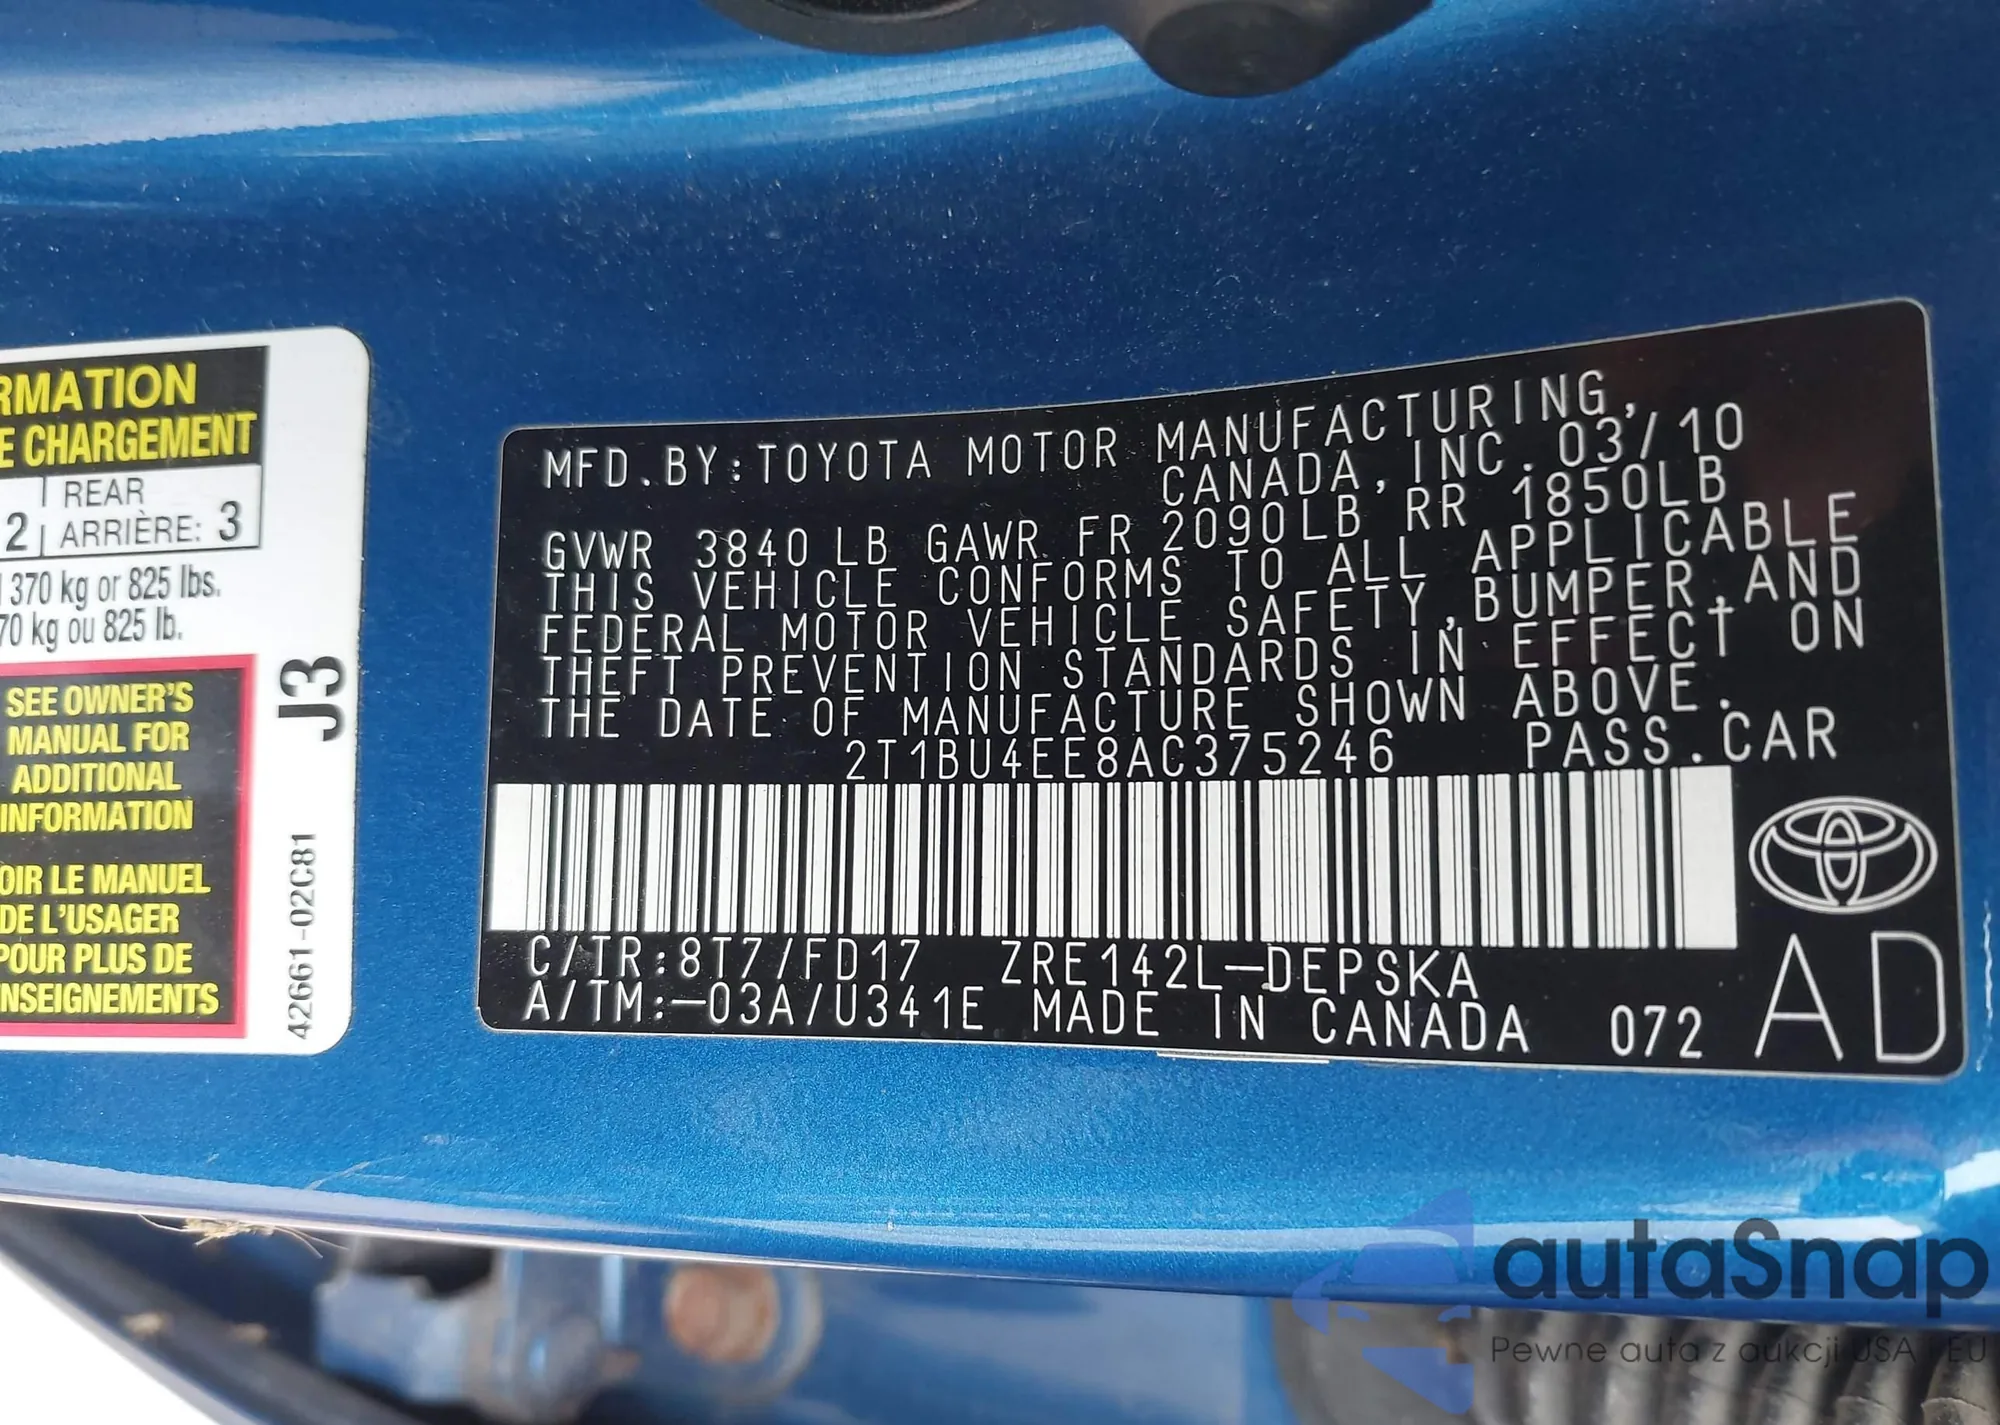 RMATION
E CHARGEMENT
REAR
2 ARRIÈRE: 3
370 kg or 825 lbs.
70 kg ou 825 lb.
SEE OWNER'S
MANUAL FOR
ADDITIONAL
INFORMATION
OIR LE MANUEL
DE L'USAGER
POUR PLUS DE
NSEIGNEMENTS
J3
42661-02C81
MFD.BY:TOYOTA MOTOR MANUFACTURING,
CANADA,INC.03/10
GVWR 3840LB GAWR FR 2090LB RR 1850LB
THIS VEHICLE CONFORMS TO ALL APPLICABLE
FEDERAL MOTOR VEHICLE SAFETY,BUMPER,AND
THEFT PREVENTION STANDARDS IN EFFECT ON
THE DATE OF MANUFACTURE SHOWN ABOVE.
2T1BU4EE8AC375246 PASS.CAR
C/TR:8T7/FD17 ZRE142L-DEPSKA
A/TM:-03A/U341E MADE IN CANADA 072
AD
autaSnap
Pewne auta z aukcji USA i EU